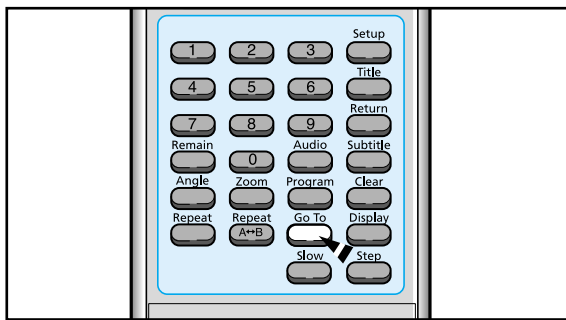 Setup
1 2 3
Title
4 5 6
Return
7 8 9
Remain Audio Subtitle
0
Angle Zoom Program Clear
Repeat Repeat Go To Display
A↔B
Slow Step